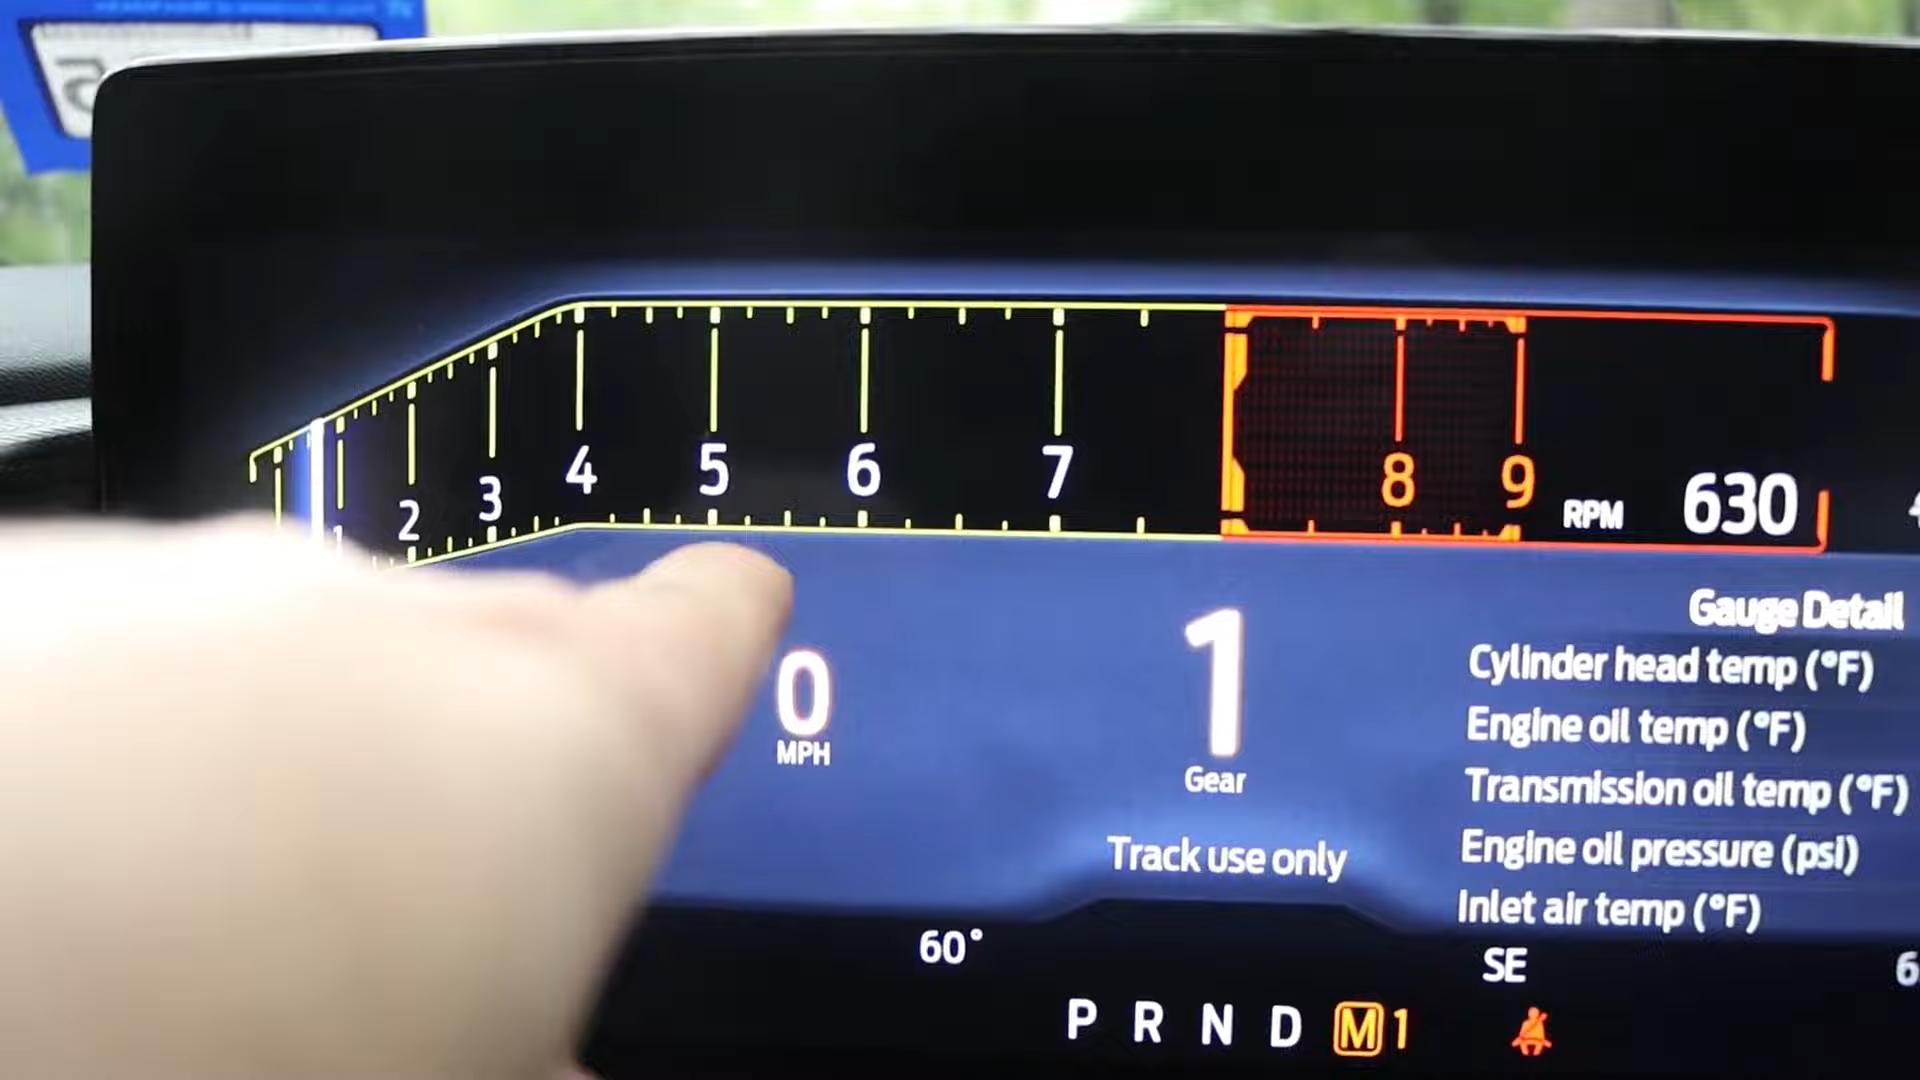 1 2 3 4 5 6 7 8 9 RPM 630
Gauge Detail
Cylinder head temp (°F)
Engine oil temp (°F)
Transmission oil temp (°F)
Engine oil pressure (psi)
Inlet air temp (°F)
0
MPH
1
Gear
Track use only
60° SE 6
P R N D M 1